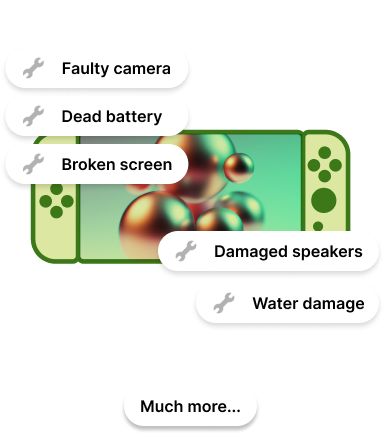 Faulty camera
Dead battery
Broken screen
Damaged speakers
Water damage
Much more...